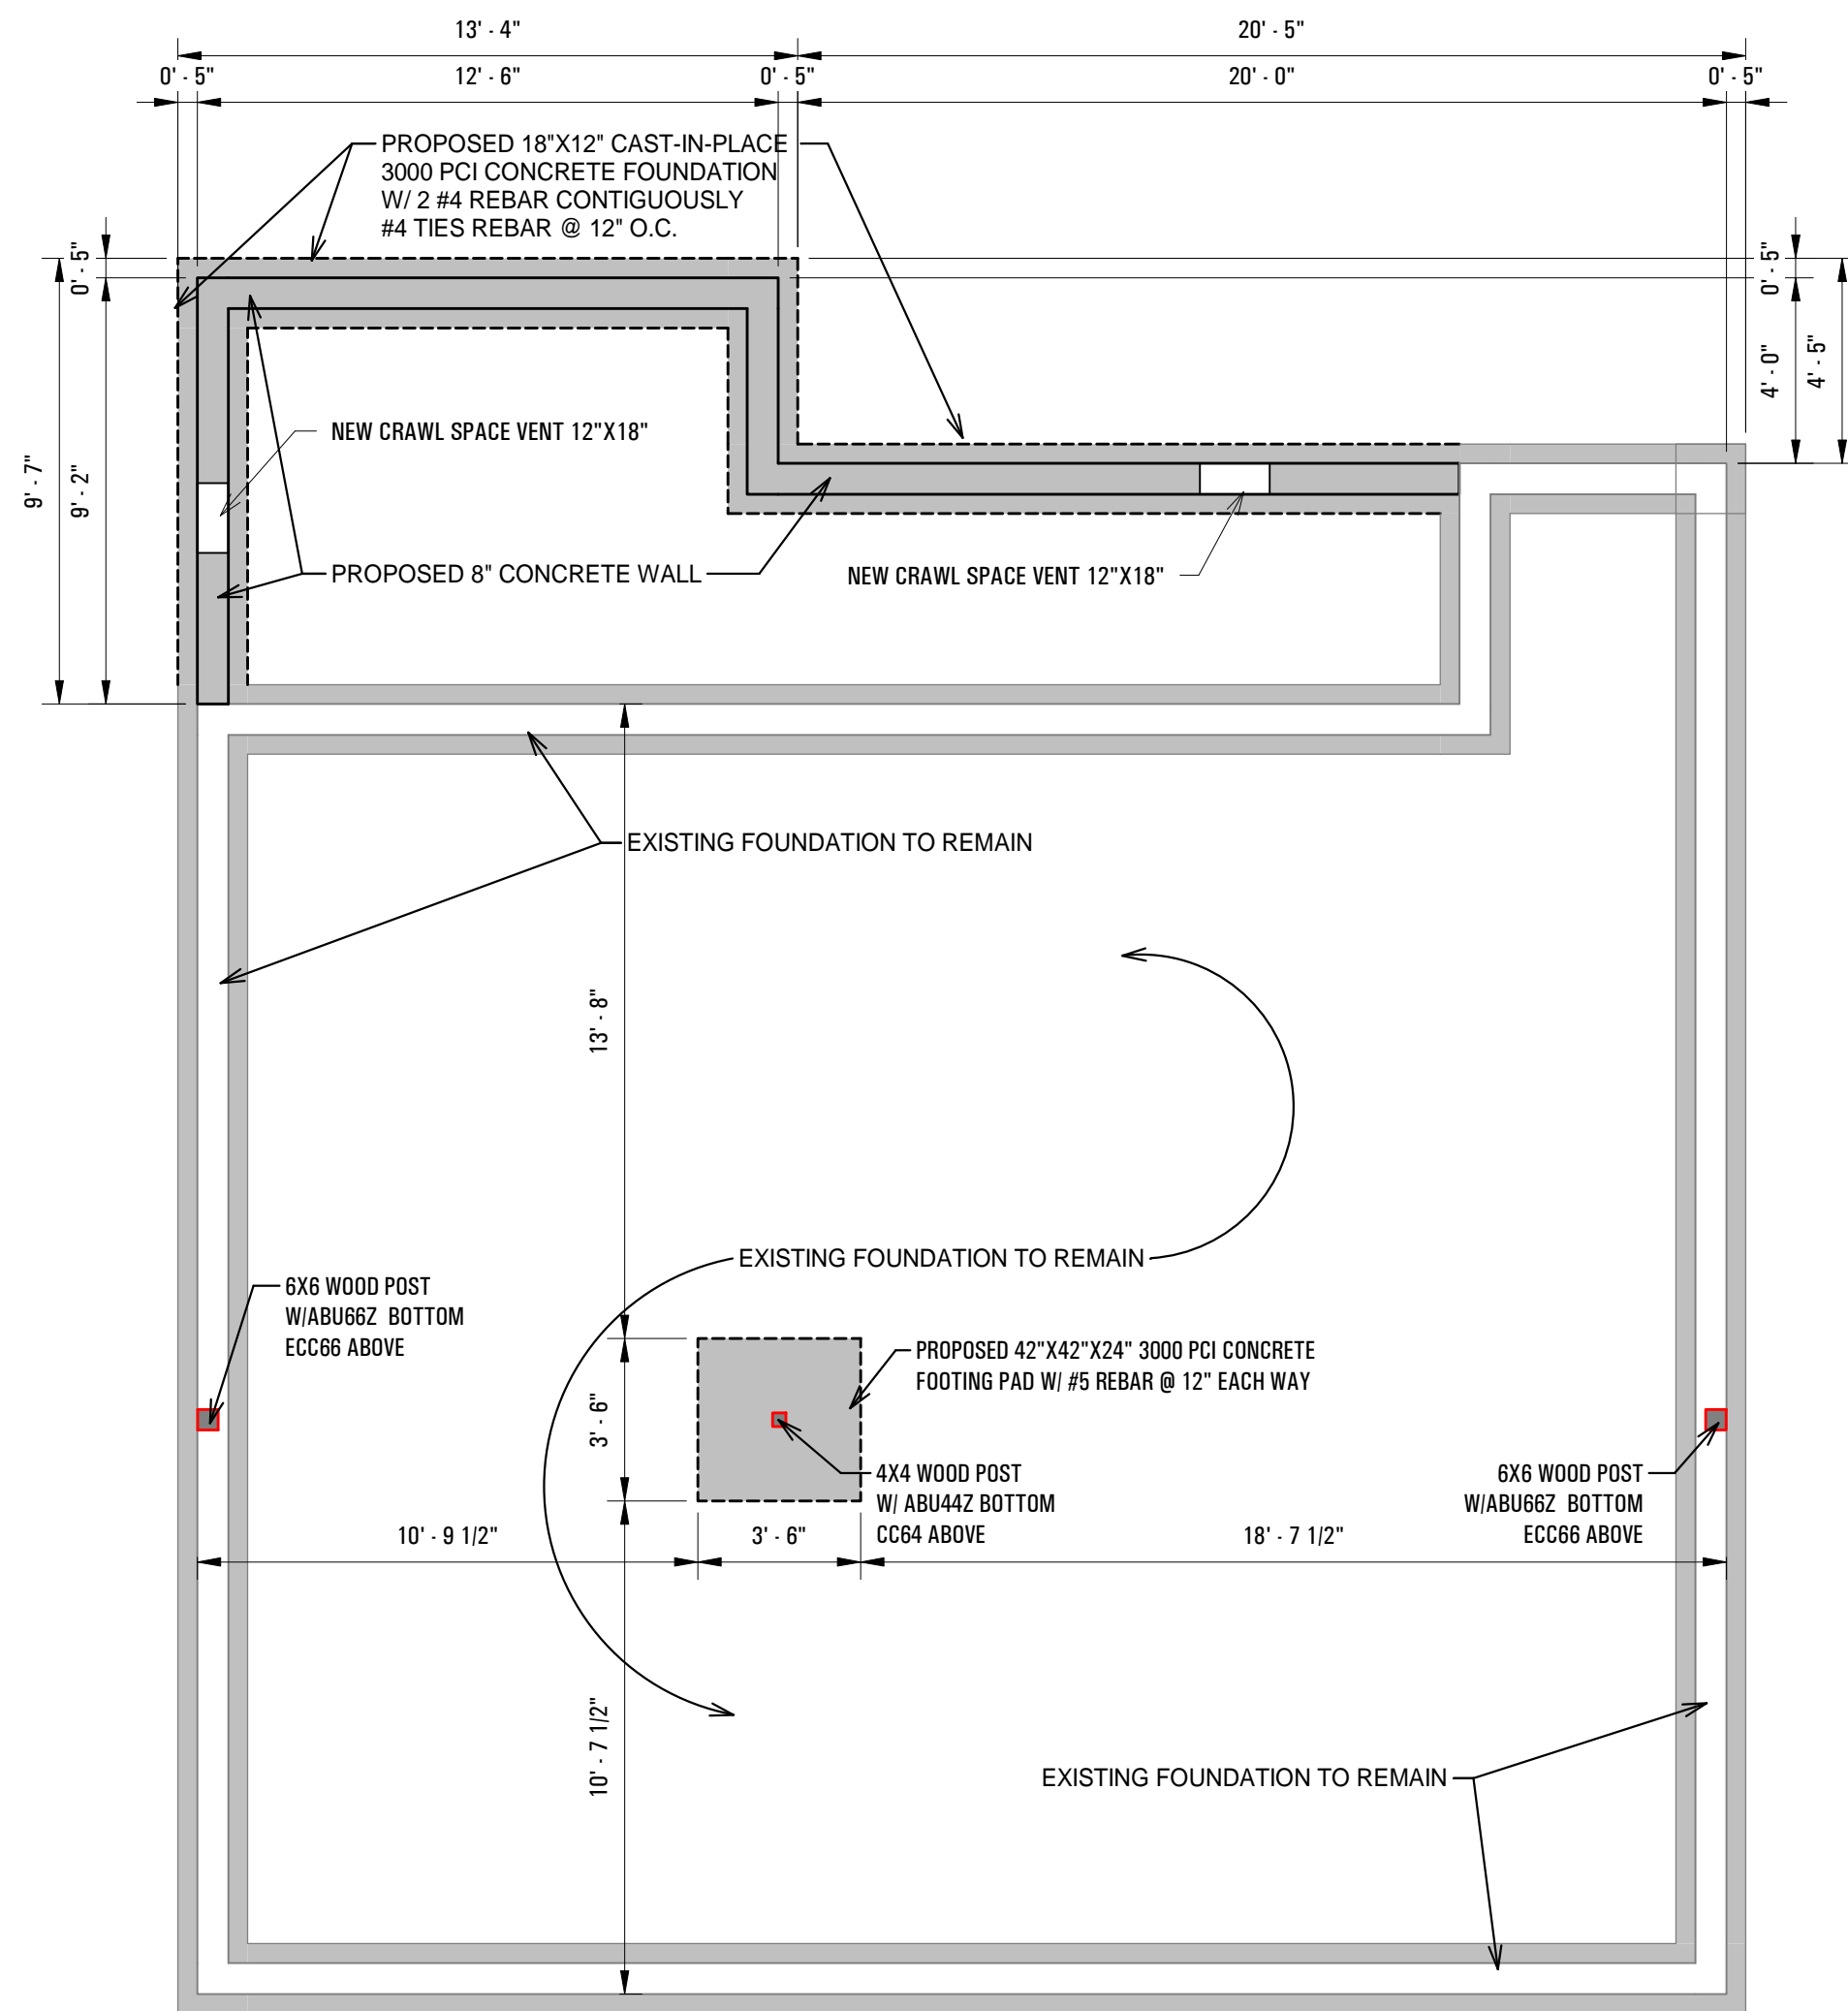 13' - 4"
20' - 5"
0' - 5"
12' - 6"
0' - 5"
20' - 0"
0' - 5"
PROPOSED 18"X12" CAST-IN-PLACE
3000 PCI CONCRETE FOUNDATION
W/ 2 #4 REBAR CONTIGUOUSLY
#4 TIES REBAR @ 12" O.C.
0' - 5"
9' - 7"
9' - 2"
0' - 5"
4' - 0"
4' - 5"
NEW CRAWL SPACE VENT 12"X18"
PROPOSED 8" CONCRETE WALL
NEW CRAWL SPACE VENT 12"X18"
EXISTING FOUNDATION TO REMAIN
13' - 8"
EXISTING FOUNDATION TO REMAIN
6X6 WOOD POST
W/ABU66Z BOTTOM
ECC66 ABOVE
PROPOSED 42"X42"X24" 3000 PCI CONCRETE
FOOTING PAD W/ #5 REBAR @ 12" EACH WAY
3' - 6"
4X4 WOOD POST
W/ ABU44Z BOTTOM
CC64 ABOVE
6X6 WOOD POST
W/ABU66Z BOTTOM
ECC66 ABOVE
10' - 9 1/2"
3' - 6"
18' - 7 1/2"
10' - 7 1/2"
EXISTING FOUNDATION TO REMAIN